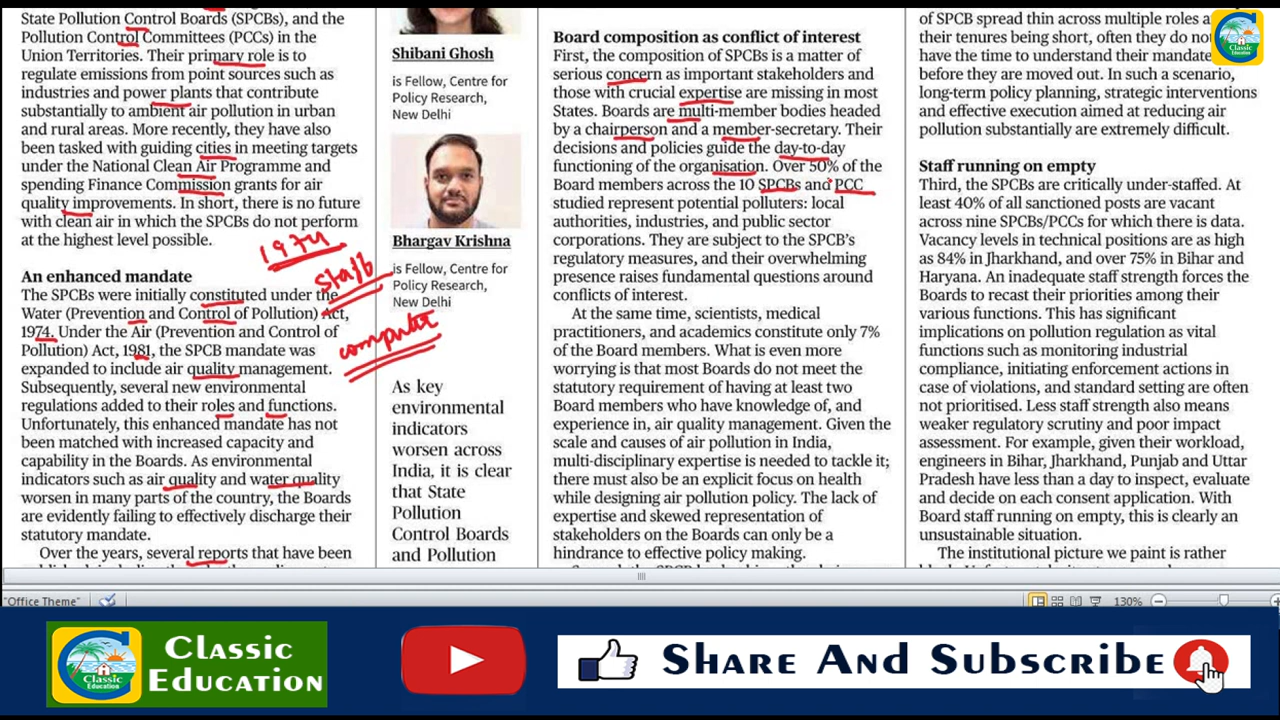 State Pollution Control Boards (SPCBs), and the
Pollution Control Committees (PCCs) in the
Union Territories. Their primary role is to
regulate emissions from point sources such as
industries and power plants that contribute
substantially to ambient air pollution in urban
and rural areas. More recently, they have also
been tasked with guiding cities in meeting targets
under the National Clean Air Programme and
spending Finance Commission grants for air
quality improvements. In short, there is no future
with clean air in which the SPCBs do not perform
at the highest level possible.
1974
An enhanced mandate
Staff
The SPCBs were initially constituted under the
Water (Prevention and Control of Pollution) Act,
1974. Under the Air (Prevention and Control of
Pollution) Act, 1981, the SPCB mandate was
computer
expanded to include air quality management.
Subsequently, several new environmental
regulations added to their roles and functions.
Unfortunately, this enhanced mandate has not
been matched with increased capacity and
capability in the Boards. As environmental
indicators such as air quality and water quality
worsen in many parts of the country, the Boards
are evidently failing to effectively discharge their
statutory mandate.
Over the years, several reports that have been
Shibani Ghosh
is Fellow, Centre for
Policy Research,
New Delhi
Bhargav Krishna
is Fellow, Centre for
Policy Research,
New Delhi
As key
environmental
indicators
worsen across
India, it is clear
that State
Pollution
Control Boards
and Pollution
Board composition as conflict of interest
First, the composition of SPCBs is a matter of
serious concern as important stakeholders and
those with crucial expertise are missing in most
States. Boards are multi-member bodies headed
by a chairperson and a member-secretary. Their
decisions and policies guide the day-to-day
functioning of the organisation. Over 50% of the
Board members across the 10 SPCBs and PCC
studied represent potential polluters: local
authorities, industries, and public sector
corporations. They are subject to the SPCB’s
regulatory measures, and their overwhelming
presence raises fundamental questions around
conflicts of interest.
At the same time, scientists, medical
practitioners, and academics constitute only 7%
of the Board members. What is even more
worrying is that most Boards do not meet the
statutory requirement of having at least two
Board members who have knowledge of, and
experience in, air quality management. Given the
scale and causes of air pollution in India,
multi-disciplinary expertise is needed to tackle it;
there must also be an explicit focus on health
while designing air pollution policy. The lack of
expertise and skewed representation of
stakeholders on the Boards can only be a
hindrance to effective policy making.
of SPCB spread thin across multiple roles a
their tenures being short, often they do no
have the time to understand their mandate
before they are moved out. In such a scenario,
long-term policy planning, strategic interventions
and effective execution aimed at reducing air
pollution substantially are extremely difficult.
Staff running on empty
Third, the SPCBs are critically under-staffed. At
least 40% of all sanctioned posts are vacant
across nine SPCBs/PCCs for which there is data.
Vacancy levels in technical positions are as high
as 84% in Jharkhand, and over 75% in Bihar and
Haryana. An inadequate staff strength forces the
Boards to recast their priorities among their
various functions. This has significant
implications on pollution regulation as vital
functions such as monitoring industrial
compliance, initiating enforcement actions in
case of violations, and standard setting are often
not prioritised. Less staff strength also means
weaker regulatory scrutiny and poor impact
assessment. For example, given their workload,
engineers in Bihar, Jharkhand, Punjab and Uttar
Pradesh have less than a day to inspect, evaluate
and decide on each consent application. With
Board staff running on empty, this is clearly an
unsustainable situation.
The institutional picture we paint is rather
Classic
Education
"Office Theme"
130%
Classic
Education
Classic
Education
Share And Subscribe